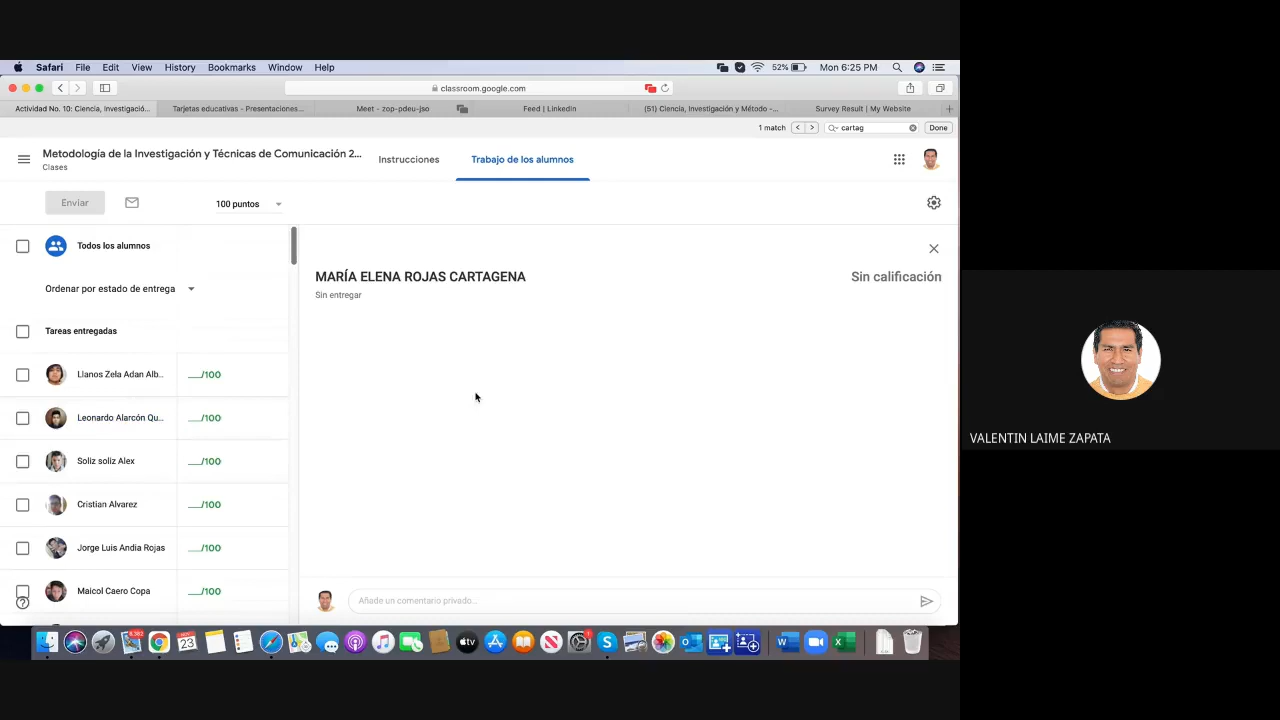 Safari File Edit View History Bookmarks Window Help
52% Mon 6:25 PM
classroom.google.com
Actividad No. 10: Ciencia, Investigació... Tarjetas educativas - Presentaciones... Meet - zop-pdeu-jso Feed | LinkedIn (51) Ciencia, Investigación y Método -... Survey Result | My Website
1 match cartag Done
Metodología de la Investigación y Técnicas de Comunicación 2...
Clases
Instrucciones Trabajo de los alumnos
Enviar 100 puntos
Todos los alumnos
Ordenar por estado de entrega
Tareas entregadas
Llanos Zela Adan Alb... __/100
Leonardo Alarcón Qu... __/100
Soliz soliz Alex __/100
Cristian Alvarez __/100
Jorge Luis Andia Rojas __/100
Maicol Caero Copa __/100
MARÍA ELENA ROJAS CARTAGENA Sin calificación
Sin entregar
Añade un comentario privado...
VALENTIN LAIME ZAPATA
8,382
NOV
23
tv
1